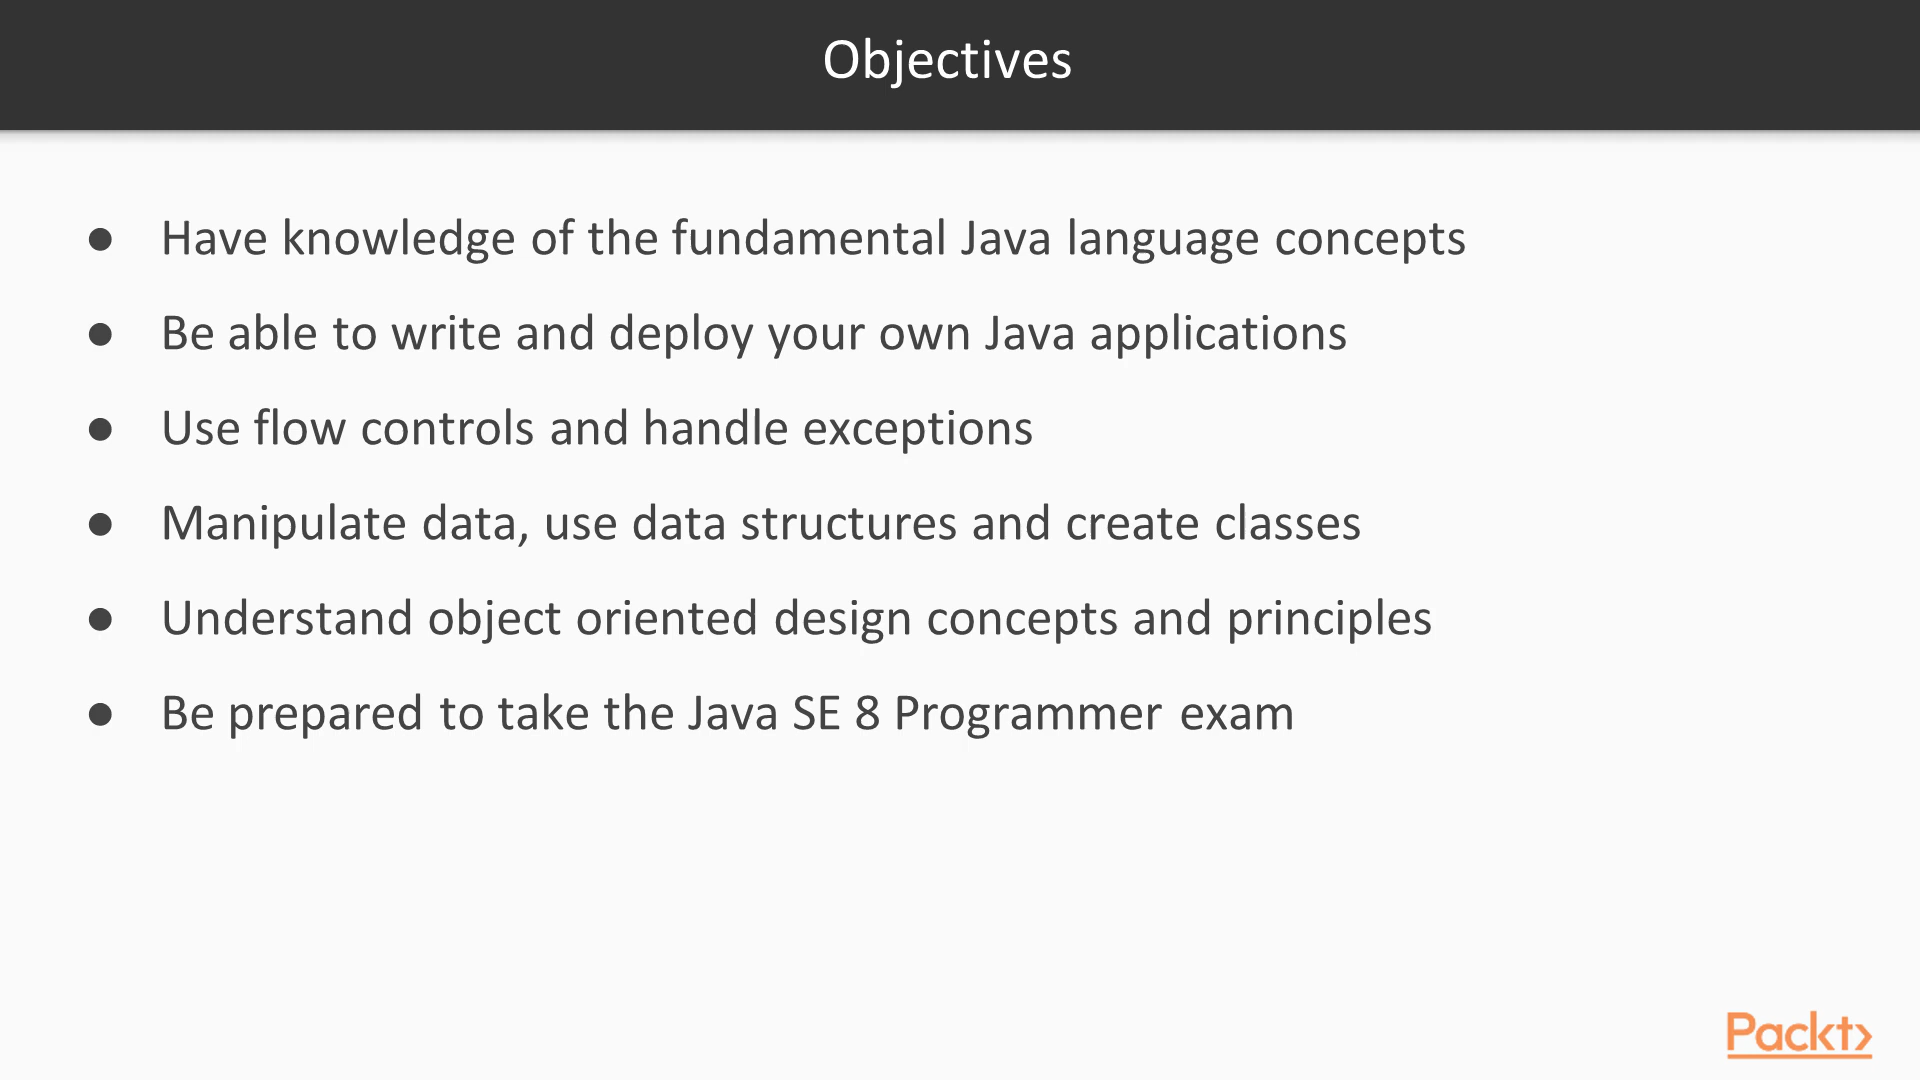 Objectives
● Have knowledge of the fundamental Java language concepts
● Be able to write and deploy your own Java applications
● Use flow controls and handle exceptions
● Manipulate data, use data structures and create classes
● Understand object oriented design concepts and principles
● Be prepared to take the Java SE 8 Programmer exam
Packt>